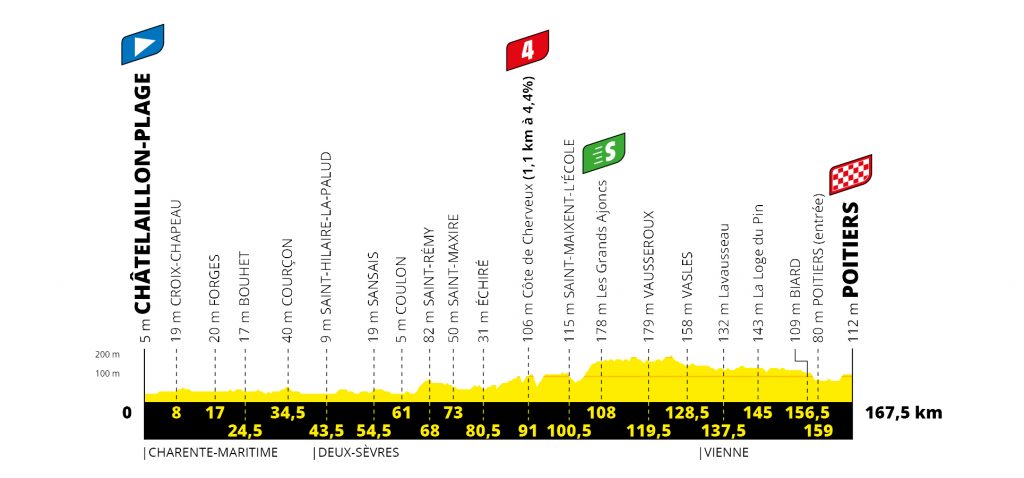 4
S
5 m CHÂTELAILLON-PLAGE
19 m CROIX-CHAPEAU
20 m FORGES
17 m BOUHET
40 m COURÇON
9 m SAINT-HILAIRE-LA-PALUD
19 m SANSAIS
5 m COULON
82 m SAINT-RÉMY
50 m SAINT-MAXIRE
31 m ÉCHIRÉ
106 m Côte de Cherveux (1,1 km à 4,4%)
115 m SAINT-MAIXENT-L'ÉCOLE
178 m Les Grands Ajoncs
179 m VAUSSEROUX
158 m VASLES
132 m Lavausseau
143 m La Loge du Pin
109 m BIARD
80 m POITIERS (entrée)
112 m POITIERS
200 m
100 m
0 8 17 34,5 61 73 108 128,5 145 156,5 167,5 km
24,5 43,5 54,5 68 80,5 91 100,5 119,5 137,5 159
|CHARENTE-MARITIME |DEUX-SÈVRES |VIENNE